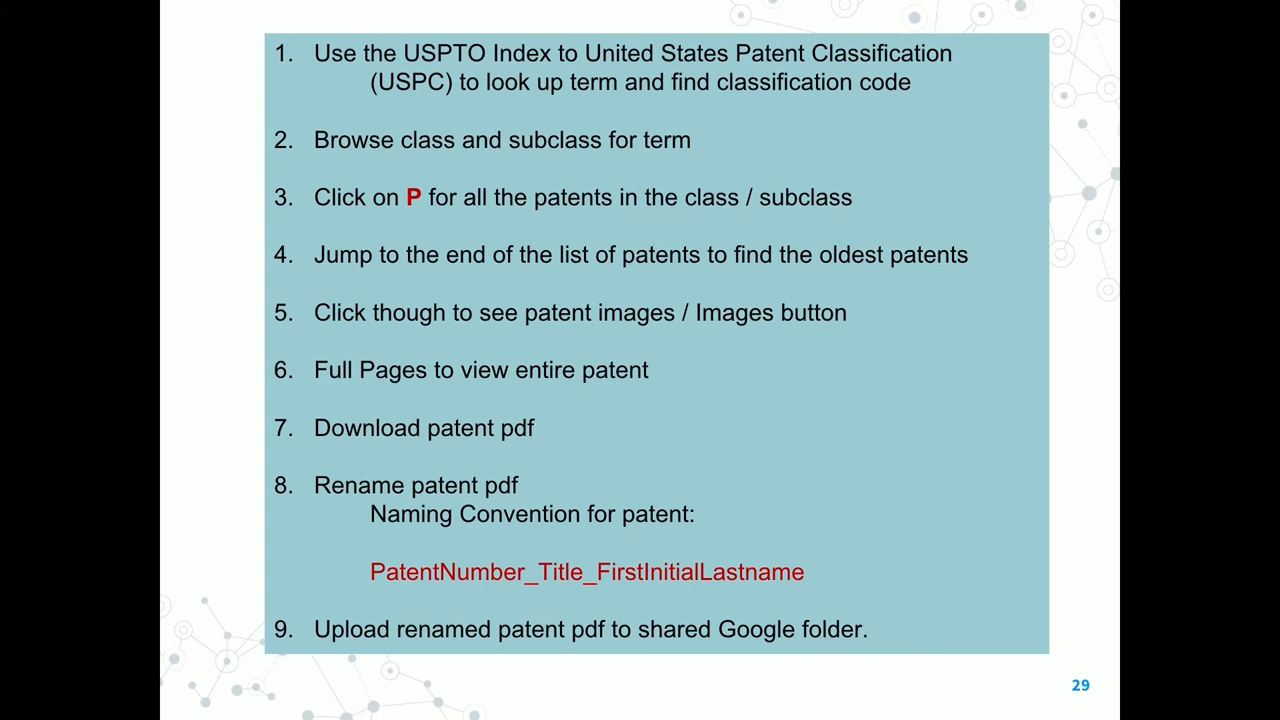 1. Use the USPTO Index to United States Patent Classification
(USPC) to look up term and find classification code
2. Browse class and subclass for term
3. Click on P for all the patents in the class / subclass
4. Jump to the end of the list of patents to find the oldest patents
5. Click though to see patent images / Images button
6. Full Pages to view entire patent
7. Download patent pdf
8. Rename patent pdf
Naming Convention for patent:
PatentNumber_Title_FirstInitialLastname
9. Upload renamed patent pdf to shared Google folder.
29